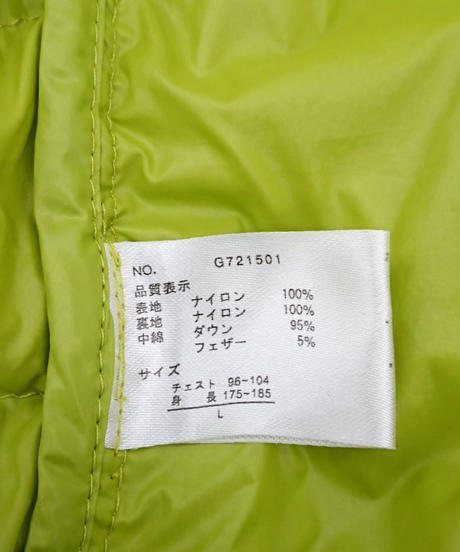 NO. G721501
品質表示
表地 ナイロン 100%
裏地 ナイロン 100%
中綿 ダウン 95%
フェザー 5%
サイズ
チェスト 96-104
身 長 175-185
L